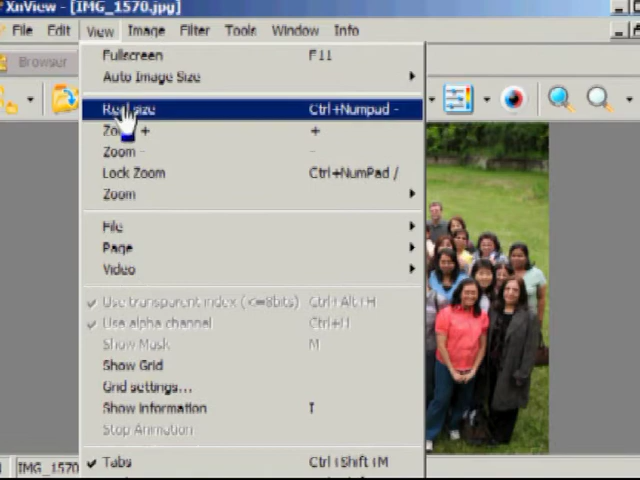 XnView - [IMG_1570.jpg]
File Edit View Image Filter Tools Window Info
Browser
Fullscreen F11
Auto Image Size
Real size Ctrl+Numpad -
Zoom + +
Zoom - -
Lock Zoom Ctrl+NumPad /
Zoom
File
Page
Video
Use transparent index (<=8bits) Ctrl+Alt+H
Use alpha channel
Show Mask M
Show Grid
Grid settings...
Show Information I
Stop Animation
Tabs Ctrl+Shift+M
IMG_1570